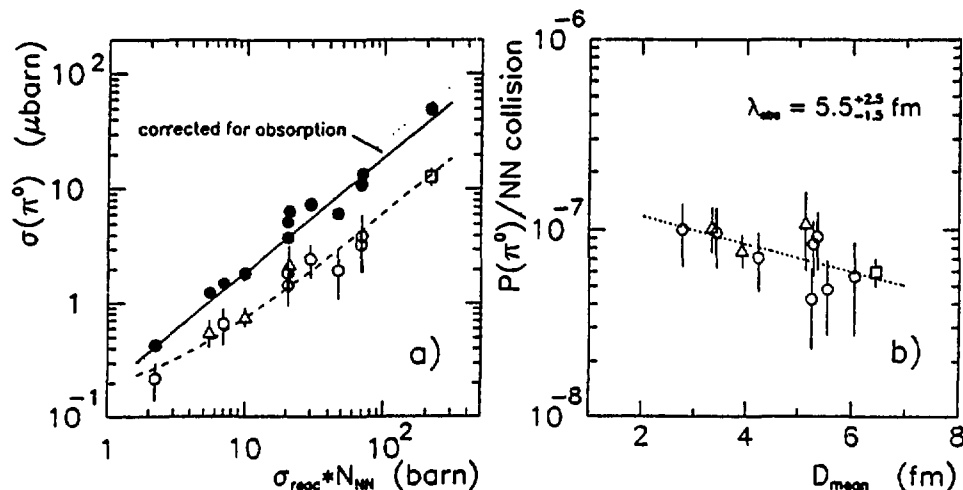 σ(π⁰) (μbarn)
10²
10
1
10⁻¹
corrected for absorption
a)
1
10
10²
σreac*N_NN (barn)
P(π⁰)/NN collision
10⁻⁶
10⁻⁷
10⁻⁸
λabs = 5.5 +2.5 −1.5 fm
b)
2
4
6
8
Dmean (fm)